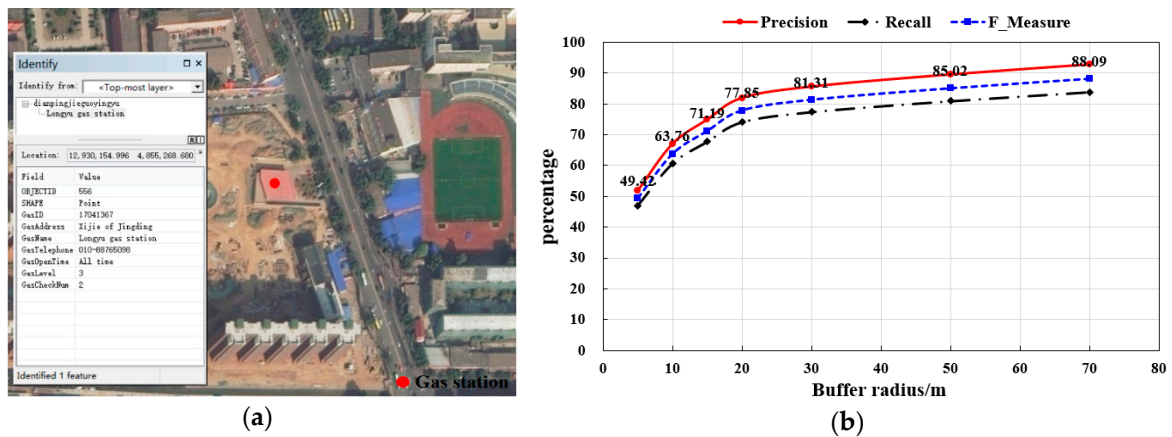 Identify
Identify from: <Top-most layer>
dianpingjieguoyingyu
Longyu gas station
Location: 12,930,154.996 4,855,268.680
Field Value
OBJECTID 556
SHAPE Point
GasID 17041367
GasAddress Xijie of Jingding
GasName Longyu gas station
GasTelephone 010-88765098
GasOpenTime All time
GasLevel 3
GasCheckNum 2
Identified 1 feature
Gas station
(a)
Precision Recall F_Measure
100
90
80
70
60
50
40
30
20
10
0
percentage
49.42
63.76
71.19
77.85
81.31
85.02
88.09
0 10 20 30 40 50 60 70 80
Buffer radius/m
(b)